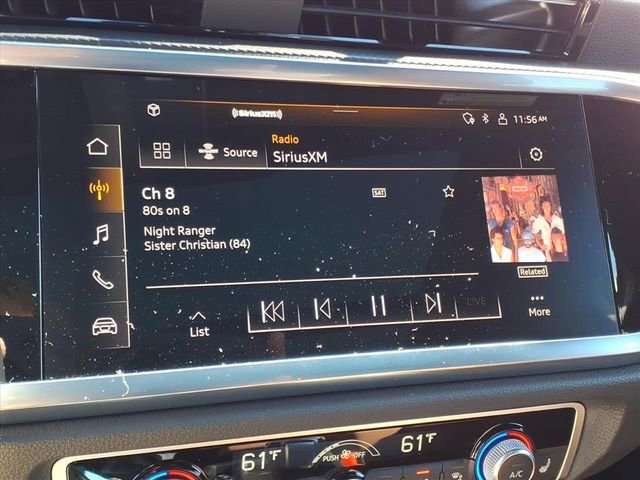 ((SiriusXM))
11:56 AM
Radio
Source
SiriusXM
Ch 8
SAT
80s on 8
Night Ranger
Sister Christian (84)
Related
LIVE
List
More
61°F
PUSH OFF
61°F
A/C